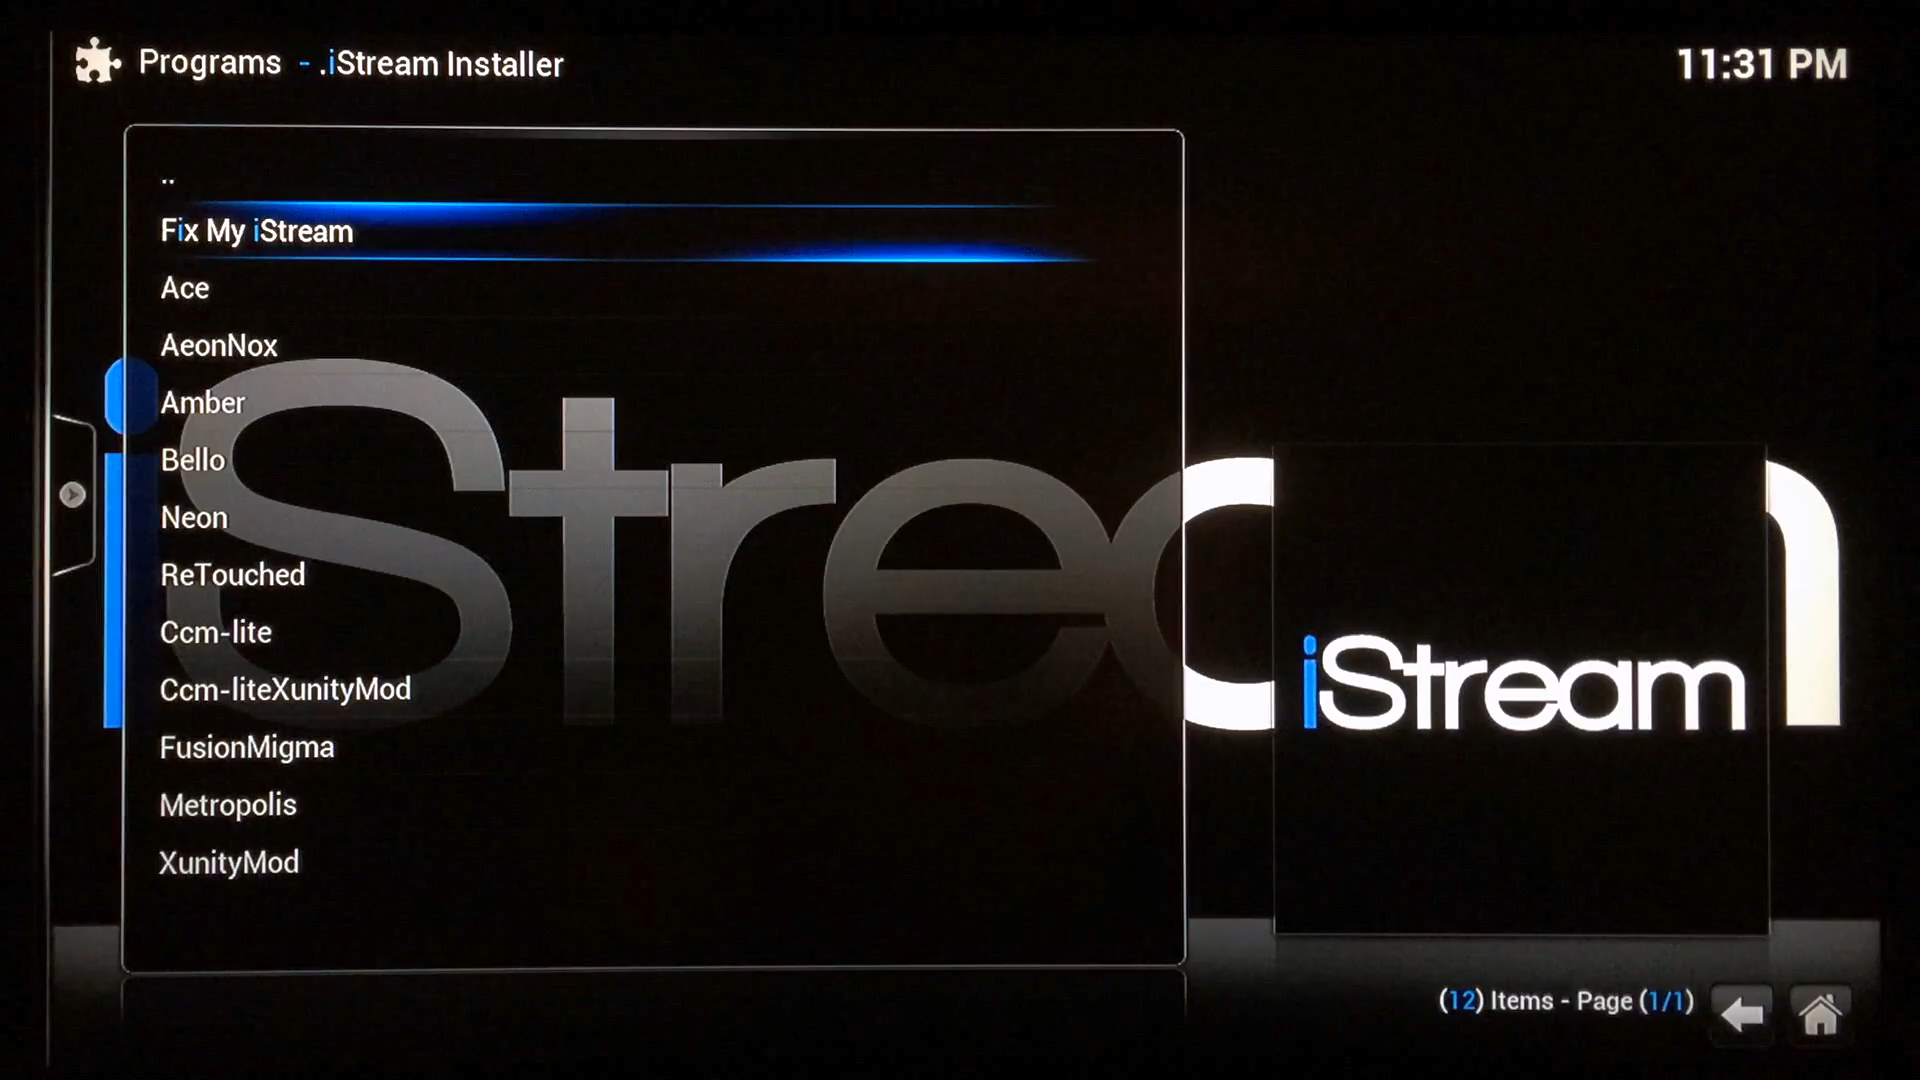 Programs - .iStream Installer
11:31 PM
..
Fix My iStream
Ace
AeonNox
Amber
Bello
Neon
ReTouched
Ccm-lite
Ccm-liteXunityMod
FusionMigma
Metropolis
XunityMod
iStream
iStream
(12) Items - Page (1/1)